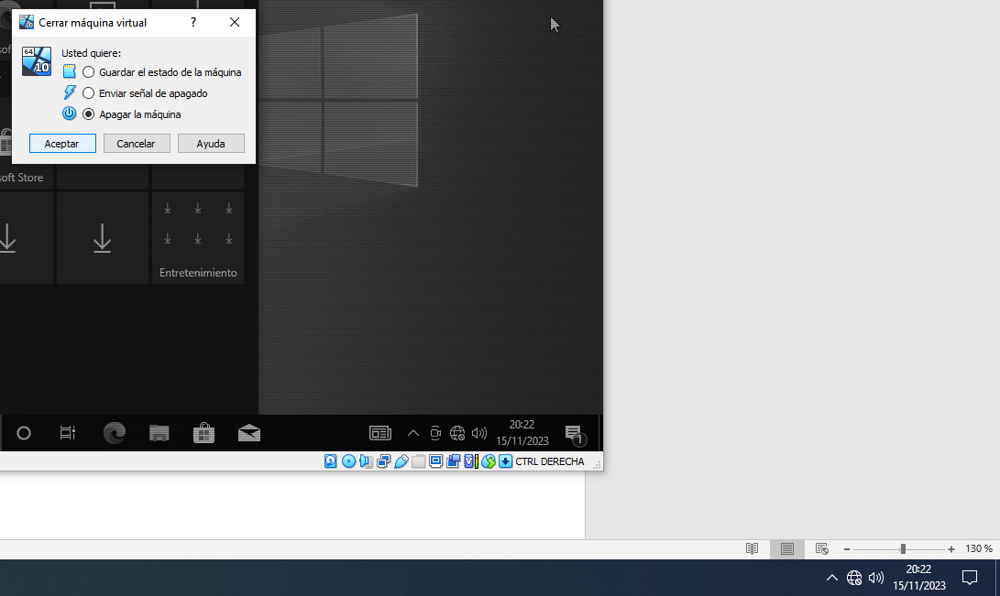 Cerrar máquina virtual
?
64
10
Usted quiere:
Guardar el estado de la máquina
Enviar señal de apagado
Apagar la máquina
Aceptar
Cancelar
Ayuda
soft Store
Entretenimiento
20:22
15/11/2023
1
CTRL DERECHA
130 %
20:22
15/11/2023